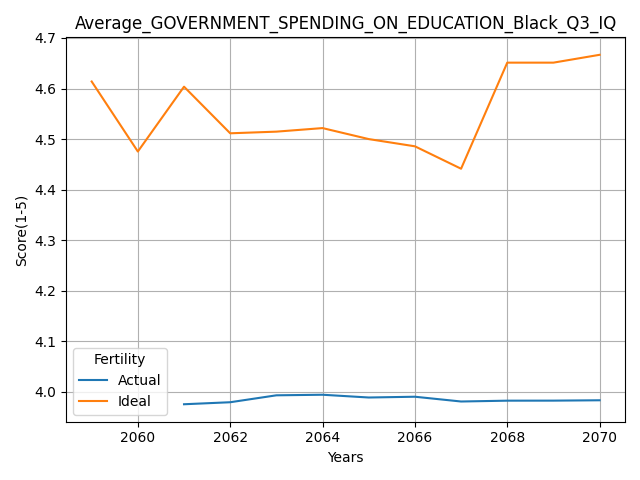 Average_GOVERNMENT_SPENDING_ON_EDUCATION_Black_Q3_IQ
4.7
4.6
4.5
4.4
4.3
4.2
4.1
4.0
Score(1-5)
Fertility
Actual
Ideal
2060 2062 2064 2066 2068 2070
Years